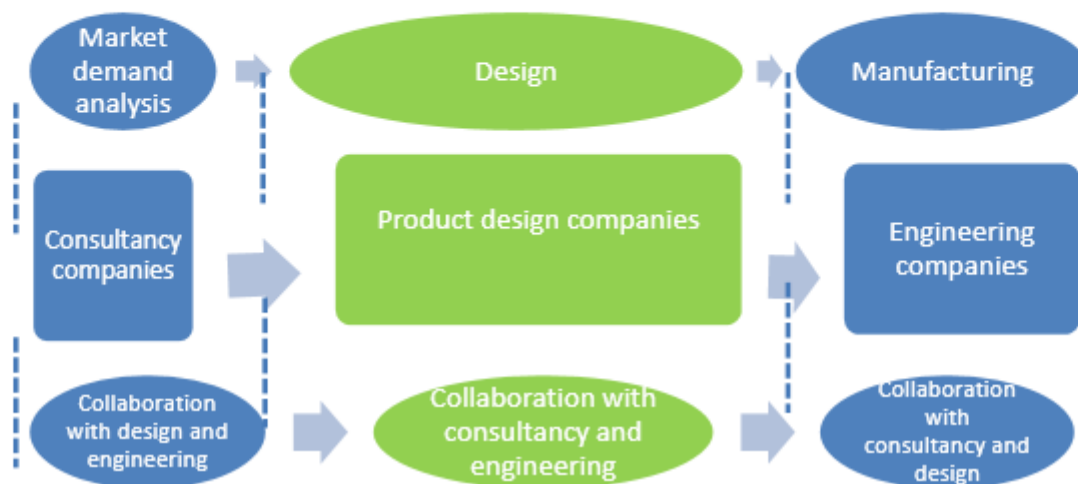 Market
demand
analysis
Design
Manufacturing
Consultancy
companies
Product design companies
Engineering
companies
Collaboration
with design and
engineering
Collaboration with
consultancy and
engineering
Collaboration
with
consultancy and
design